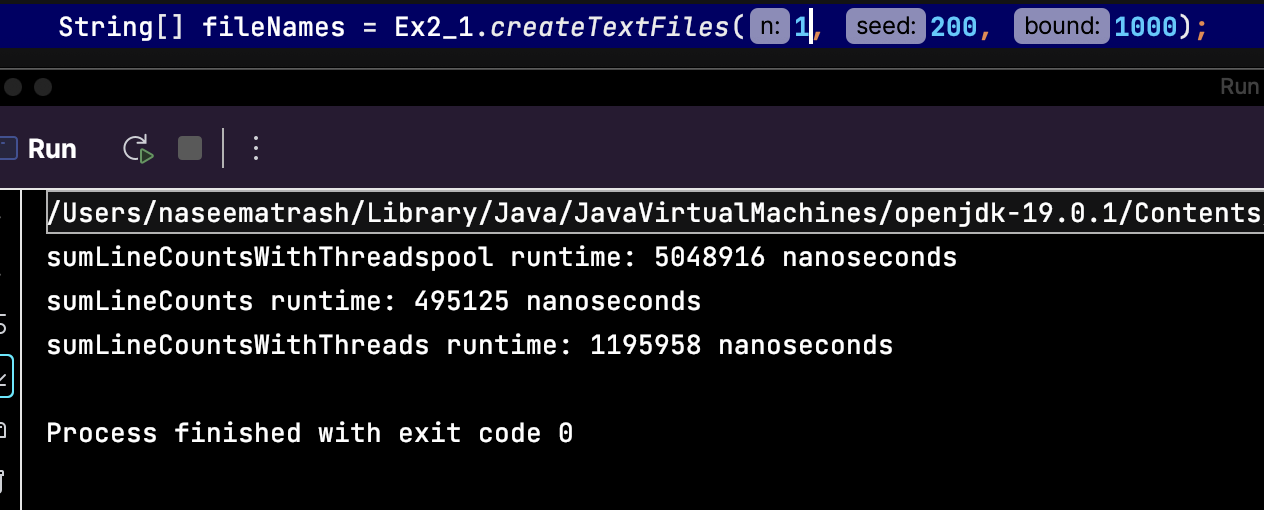 String[] fileNames = Ex2_1.createTextFiles( n: 1, seed: 200, bound: 1000);
Run
Run
/Users/naseematrash/Library/Java/JavaVirtualMachines/openjdk-19.0.1/Contents
sumLineCountsWithThreadspool runtime: 5048916 nanoseconds
sumLineCounts runtime: 495125 nanoseconds
sumLineCountsWithThreads runtime: 1195958 nanoseconds
Process finished with exit code 0